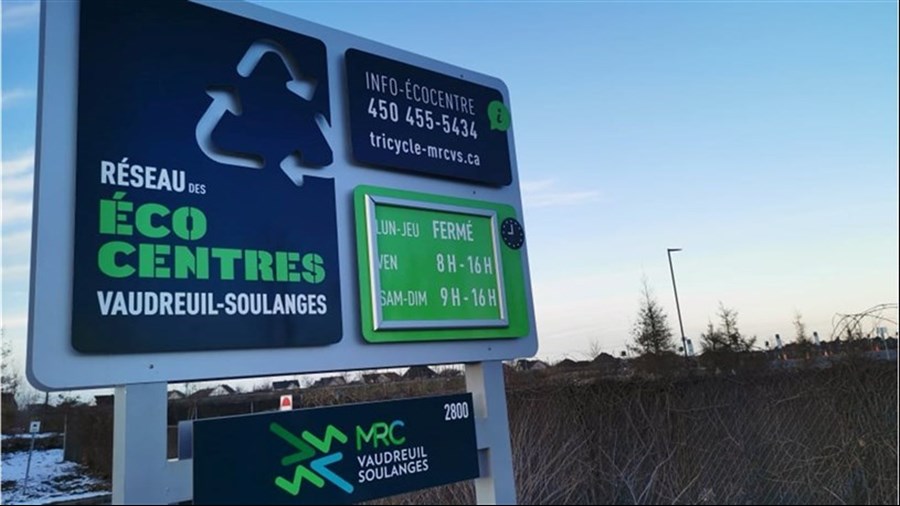 RÉSEAU DES
ÉCO
CENTRES
VAUDREUIL-SOULANGES
INFO-ÉCOCENTRE
450 455-5434
tricycle-mrcvs.ca
i
LUN-JEU FERMÉ
VEN 8 H - 16 H
SAM-DIM 9 H - 16 H
2800
MRC
VAUDREUIL
SOULANGES